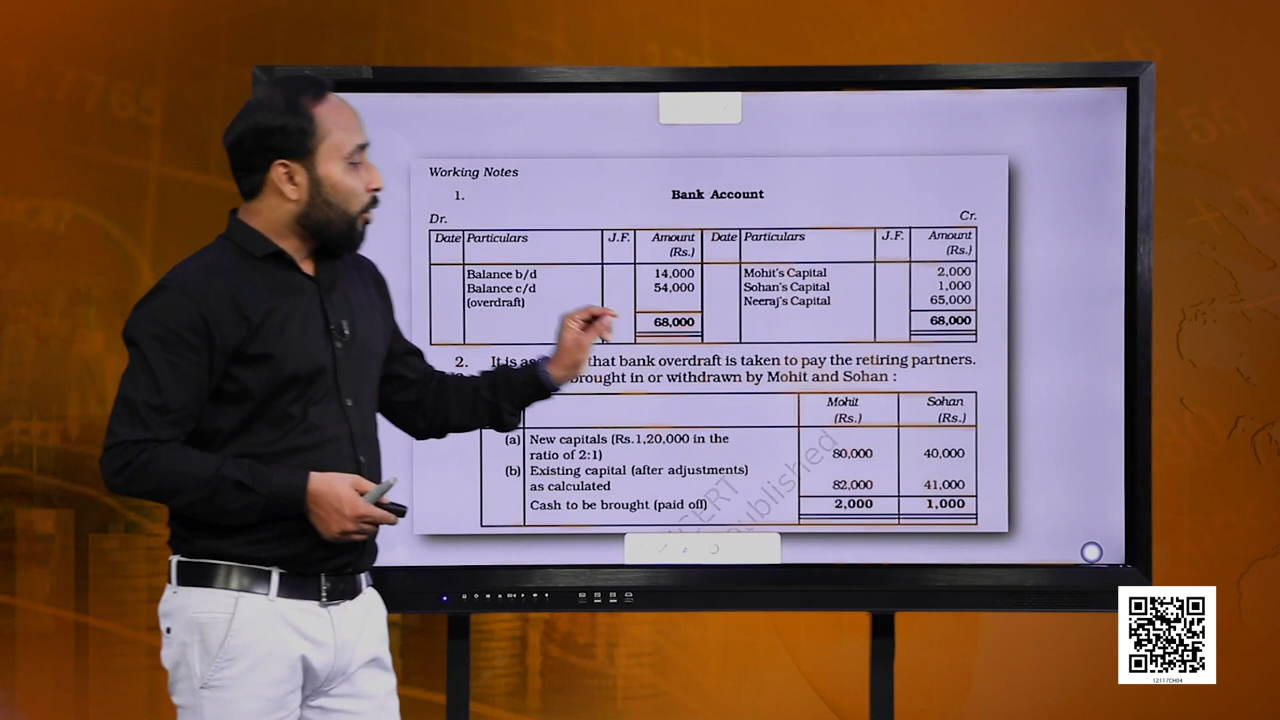 Working Notes
1. Bank Account
Dr. Cr.
Date Particulars J.F. Amount (Rs.) Date Particulars J.F. Amount (Rs.)
Balance b/d 14,000 Mohit's Capital 2,000
Balance c/d 54,000 Sohan's Capital 1,000
(overdraft) Neeraj's Capital 65,000
68,000 68,000
2. It is that bank overdraft is taken to pay the retiring partners.
brought in or withdrawn by Mohit and Sohan :
Mohit Sohan
(Rs.) (Rs.)
(a) New capitals (Rs.1,20,000 in the
ratio of 2:1) 80,000 40,000
(b) Existing capital (after adjustments)
as calculated 82,000 41,000
Cash to be brought (paid off) 2,000 1,000
published
12117CH04